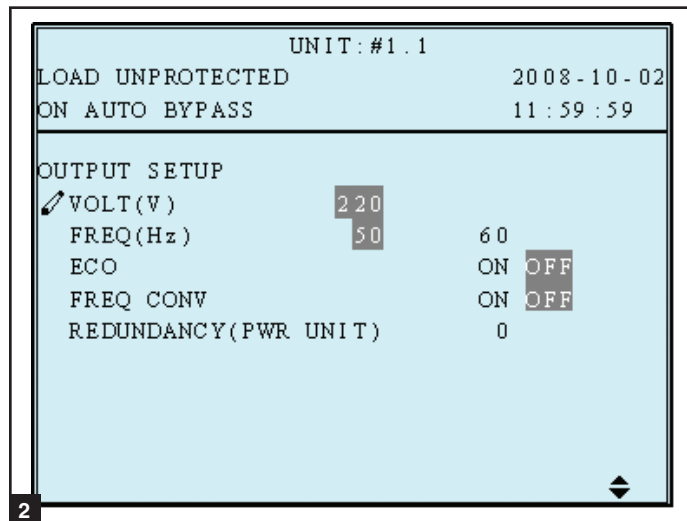 UNIT:#1.1
LOAD UNPROTECTED 2008-10-02
ON AUTO BYPASS 11:59:59
OUTPUT SETUP
VOLT(V) 220
FREQ(Hz) 50 60
ECO ON OFF
FREQ CONV ON OFF
REDUNDANCY(PWR UNIT) 0
2